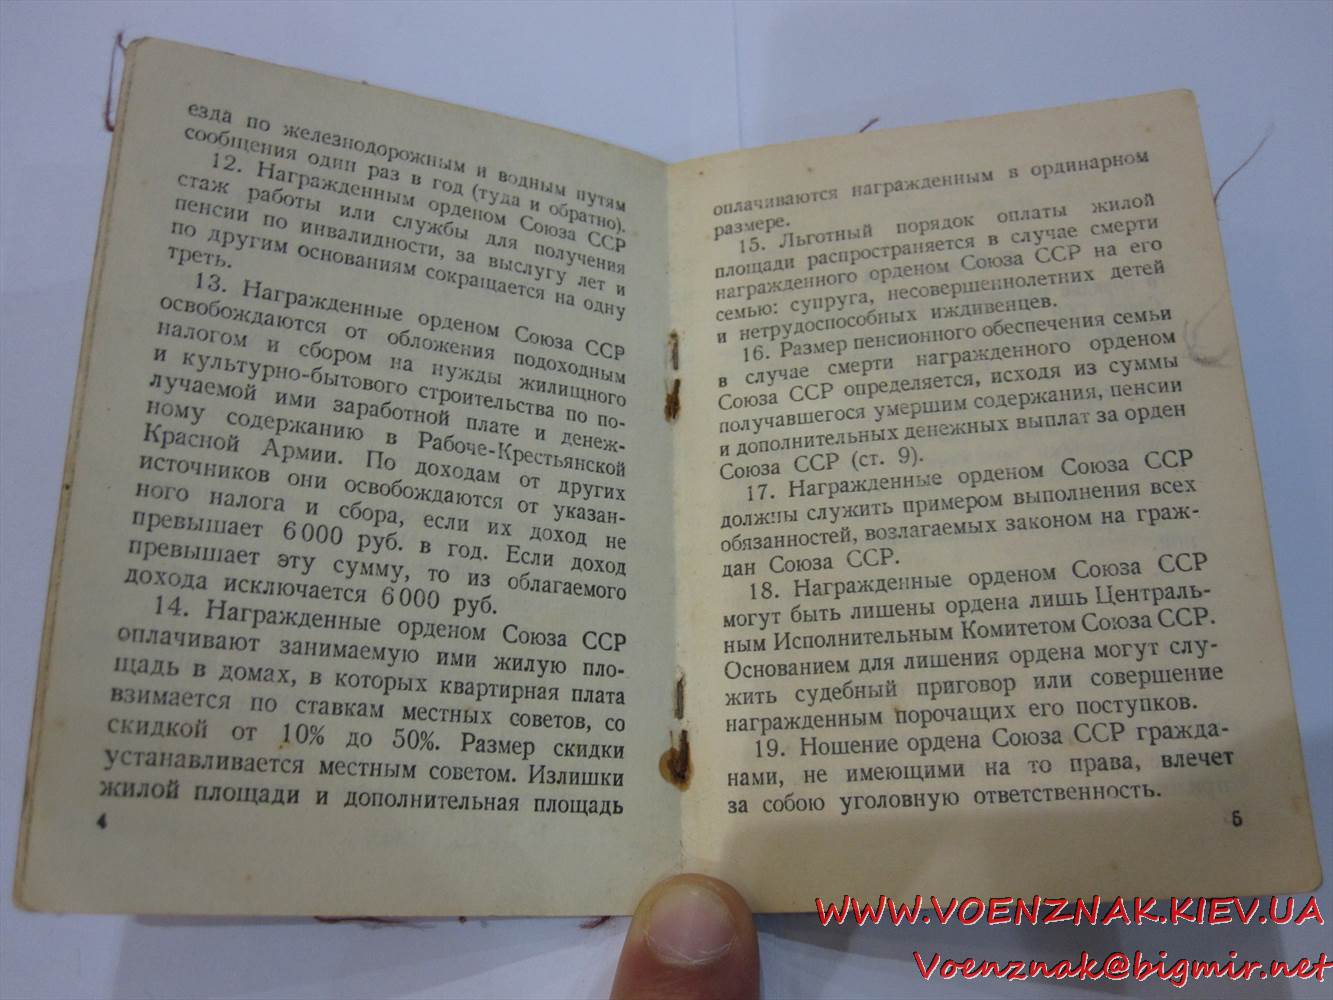 езда по железнодорожным и водным путям
сообщения один раз в год (туда и обратно).
12. Награжденным орденом Союза ССР
стаж работы или службы для получения
пенсии по инвалидности, за выслугу лет и
по другим основаниям сокращается на одну
треть.
13. Награжденные орденом Союза ССР
освобождаются от обложения подоходным
налогом и сбором на нужды жилищного
и культурно-бытового строительства по по-
лучаемой ими заработной плате и денеж-
ному содержанию в Рабоче-Крестьянской
Красной Армии. По доходам от других
источников они освобождаются от указан-
ного налога и сбора, если их доход не
превышает 6 000 руб. в год. Если доход
превышает эту сумму, то из облагаемого
дохода исключается 6 000 руб.
14. Награжденные орденом Союза ССР
оплачивают занимаемую ими жилую пло-
щадь в домах, в которых квартирная плата
взимается по ставкам местных советов, со
скидкой от 10% до 50%. Размер скидки
устанавливается местным советом. Излишки
жилой площади и дополнительная площадь
4
оплачиваются награжденным в ординарном
размере.
15. Льготный порядок оплаты жилой
площади распространяется в случае смерти
награжденного орденом Союза ССР на его
семью: супруга, несовершеннолетних детей
и нетрудоспособных иждивенцев.
16. Размер пенсионного обеспечения семьи
в случае смерти награжденного орденом
Союза ССР определяется, исходя из суммы
получавшегося умершим содержания, пенсии
и дополнительных денежных выплат за орден
Союза ССР (ст. 9).
17. Награжденные орденом Союза ССР
должны служить примером выполнения всех
обязанностей, возлагаемых законом на граж-
дан Союза ССР.
18. Награжденные орденом Союза ССР
могут быть лишены ордена лишь Централь-
ным Исполнительным Комитетом Союза ССР.
Основанием для лишения ордена могут слу-
жить судебный приговор или совершение
награжденным порочащих его поступков.
19. Ношение ордена Союза ССР гражда-
нами, не имеющими на то права, влечет
за собою уголовную ответственность.
5
WWW.VOENZNAK.KIEV.UA
Voenznak@bigmir.net